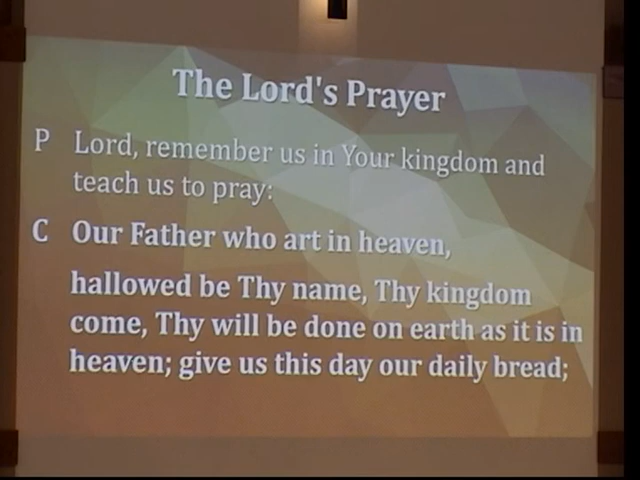 The Lord's Prayer
P Lord, remember us in Your kingdom and
teach us to pray:
C Our Father who art in heaven,
hallowed be Thy name, Thy kingdom
come, Thy will be done on earth as it is in
heaven; give us this day our daily bread;